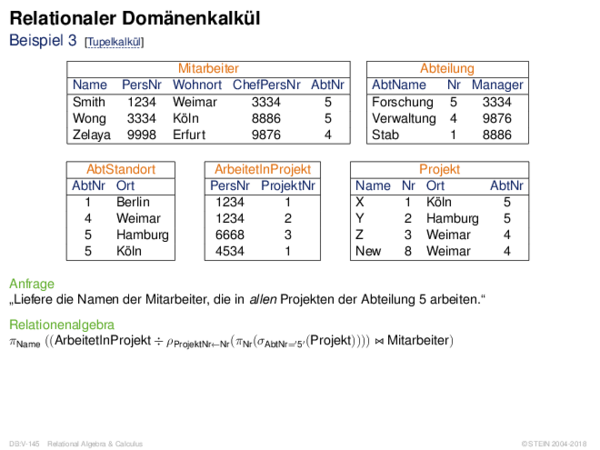 Relationaler Domänenkalkül
Beispiel 3 [Tupelkalkül]
Mitarbeiter
Name PersNr Wohnort ChefPersNr AbtNr
Smith 1234 Weimar 3334 5
Wong 3334 Köln 8886 5
Zelaya 9998 Erfurt 9876 4
Abteilung
AbtName Nr Manager
Forschung 5 3334
Verwaltung 4 9876
Stab 1 8886
AbtStandort
AbtNr Ort
1 Berlin
4 Weimar
5 Hamburg
5 Köln
ArbeitetInProjekt
PersNr ProjektNr
1234 1
1234 2
6668 3
4534 1
Projekt
Name Nr Ort AbtNr
X 1 Köln 5
Y 2 Hamburg 5
Z 3 Weimar 4
New 8 Weimar 4
Anfrage
„Liefere die Namen der Mitarbeiter, die in allen Projekten der Abteilung 5 arbeiten.“
Relationenalgebra
π Name ((ArbeitetInProjekt ÷ ρ ProjektNr←Nr(π Nr(σ AbtNr='5'(Projekt)))) ⋈ Mitarbeiter)
DB:V-145 Relational Algebra & Calculus
© STEIN 2004-2018